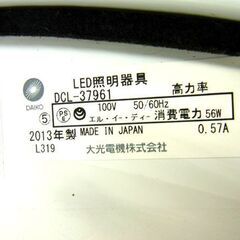 LED照明器具
DCL-37961 高力率
DAIKO
100V 50/60Hz
⑤ PSE エル・イー・ディー 消費電力 56W
2013年製 MADE IN JAPAN 0.57A
L319 大光電機株式会社